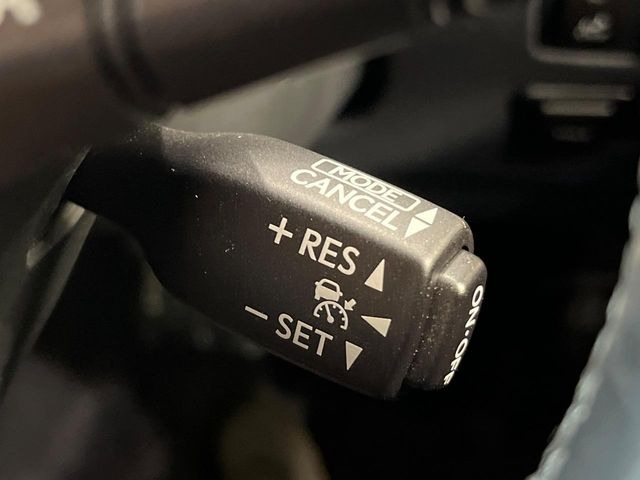 MODE
CANCEL
+ RES
− SET
ON·OFF